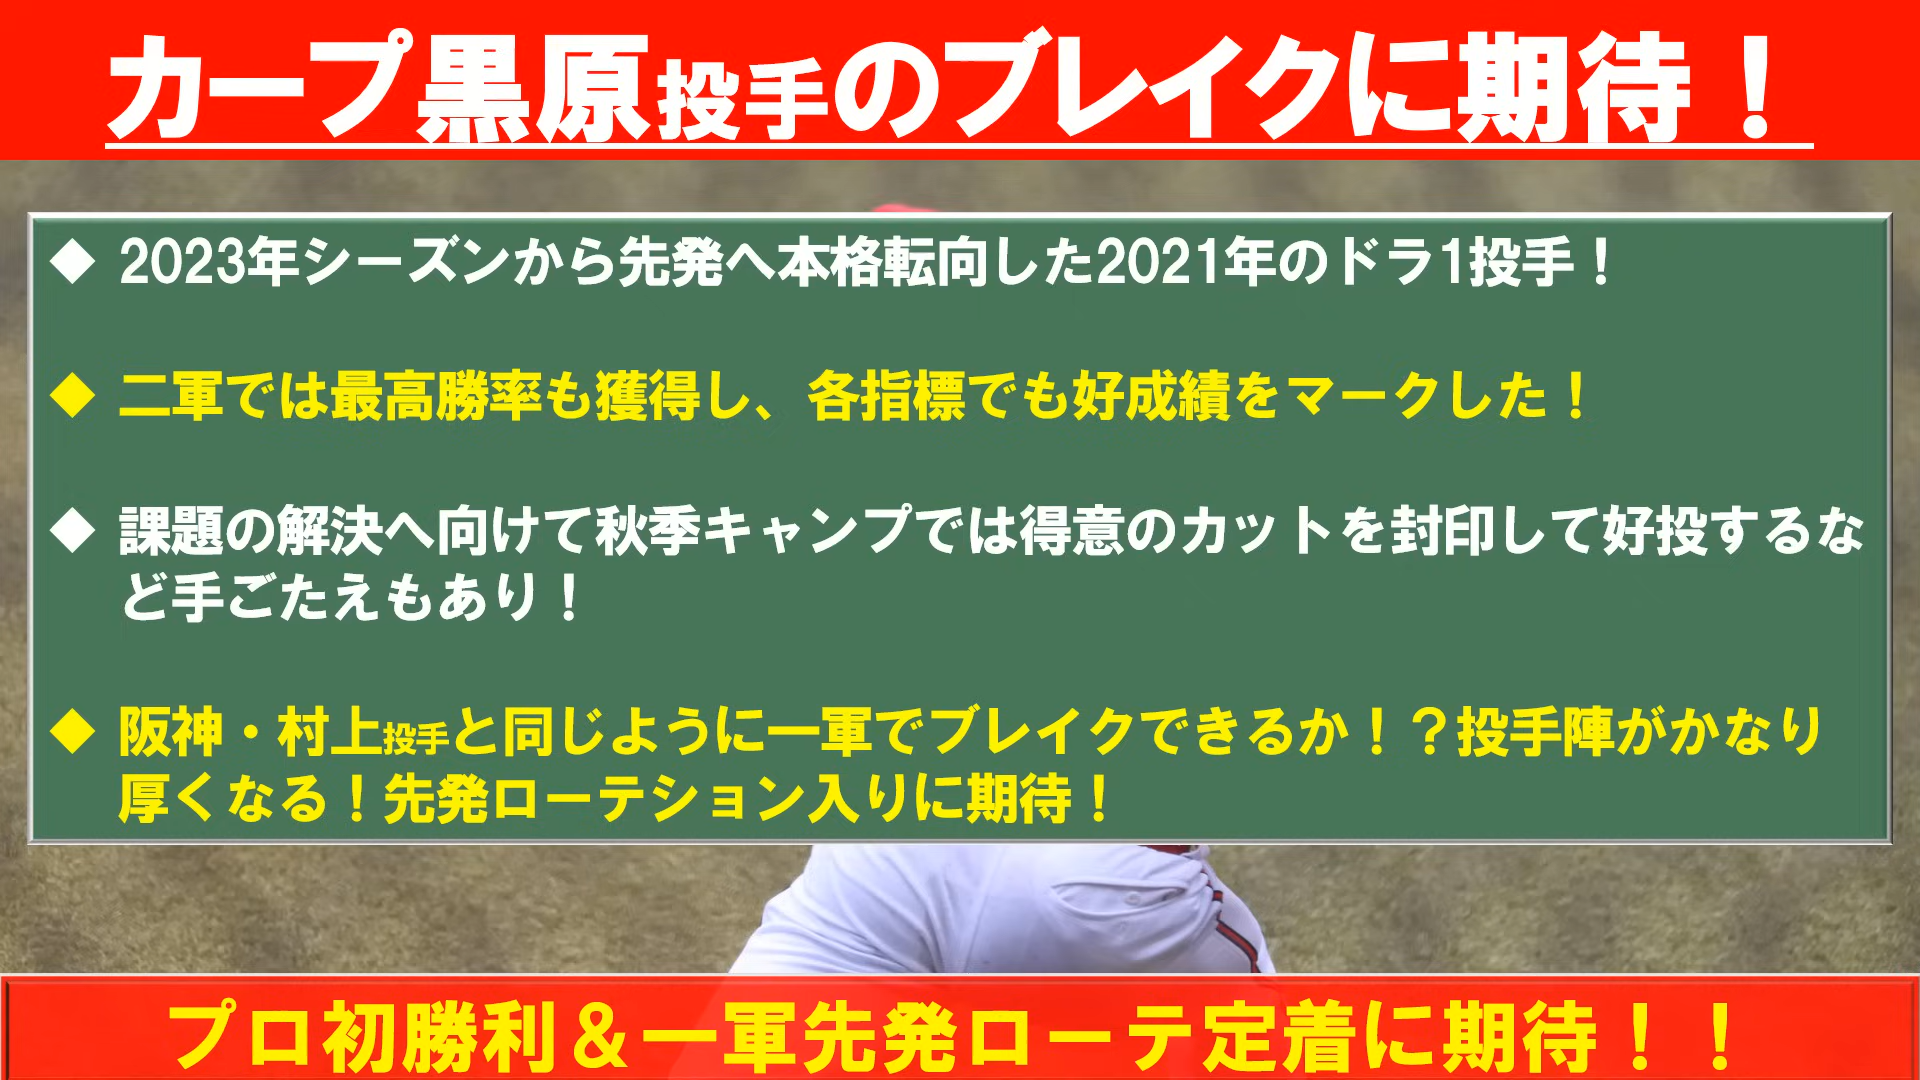 カープ黒原投手のブレイクに期待！
◆ 2023年シーズンから先発へ本格転向した2021年のドラ1投手！
◆ 二軍では最高勝率も獲得し、各指標でも好成績をマークした！
◆ 課題の解決へ向けて秋季キャンプでは得意のカットを封印して好投するな
ど手ごたえもあり！
◆ 阪神・村上投手と同じように一軍でブレイクできるか！？投手陣がかなり
厚くなる！先発ローテション入りに期待！
プロ初勝利＆一軍先発ローテ定着に期待！！